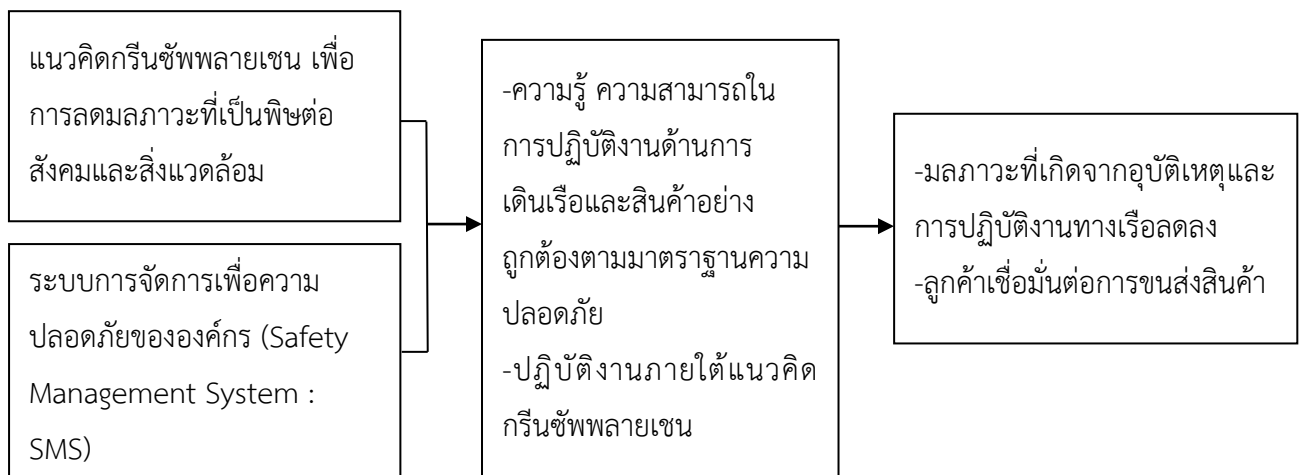 แนวคิดกรีนซัพพลายเชน เพื่อ
การลดมลภาวะที่เป็นพิษต่อ
สังคมและสิ่งแวดล้อม
ระบบการจัดการเพื่อความ
ปลอดภัยขององค์กร (Safety
Management System :
SMS)
-ความรู้ ความสามารถใน
การปฏิบัติงานด้านการ
เดินเรือและสินค้าอย่าง
ถูกต้องตามมาตราฐานความ
ปลอดภัย
-ปฏิบัติงานภายใต้แนวคิด
กรีนซัพพลายเชน
-มลภาวะที่เกิดจากอุบัติเหตุและ
การปฏิบัติงานทางเรือลดลง
-ลูกค้าเชื่อมั่นต่อการขนส่งสินค้า